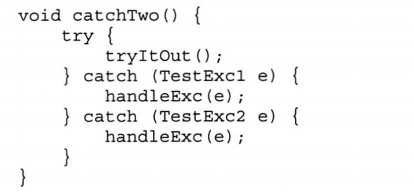 void catchTwo() {
    try {
        tryItOut();
    } catch (TestExc1 e) {
        handleExc(e);
    } catch (TestExc2 e) {
        handleExc(e);
    }
}